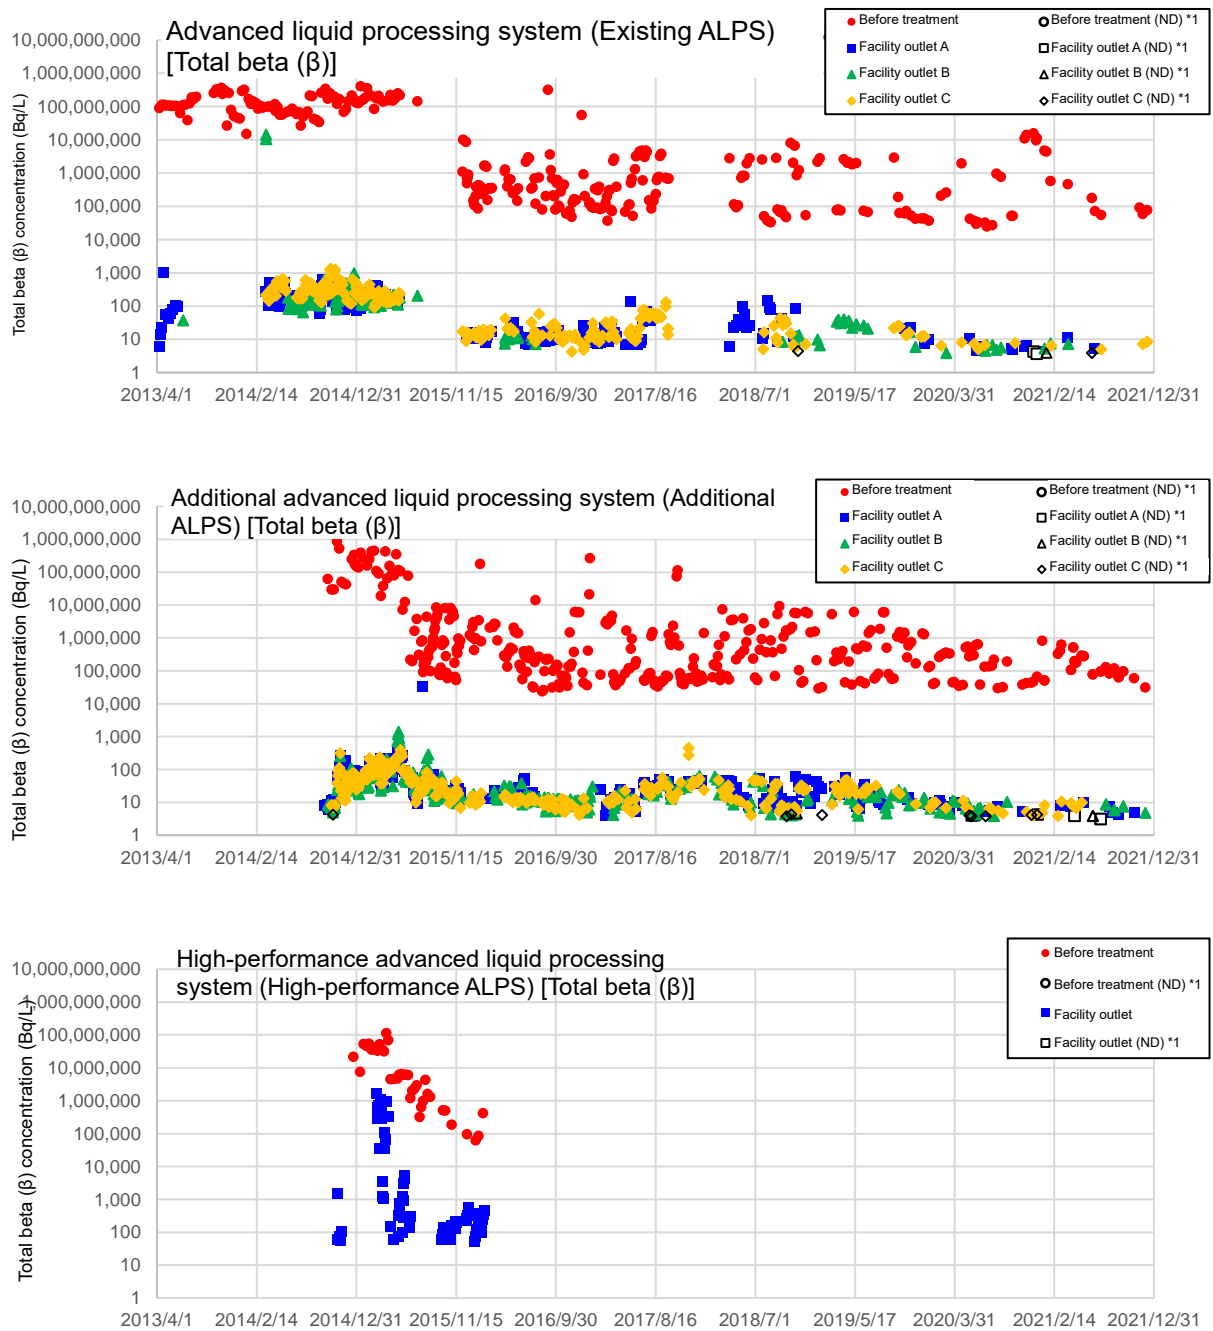 Advanced liquid processing system (Existing ALPS)
[Total beta (β)]
Before treatment
Before treatment (ND) *1
Facility outlet A
Facility outlet A (ND) *1
Facility outlet B
Facility outlet B (ND) *1
Facility outlet C
Facility outlet C (ND) *1
Total beta (β) concentration (Bq/L)
10,000,000,000
1,000,000,000
100,000,000
10,000,000
1,000,000
100,000
10,000
1,000
100
10
1
2013/4/1 2014/2/14 2014/12/31 2015/11/15 2016/9/30 2017/8/16 2018/7/1 2019/5/17 2020/3/31 2021/2/14 2021/12/31
Additional advanced liquid processing system (Additional
ALPS) [Total beta (β)]
Before treatment
Before treatment (ND) *1
Facility outlet A
Facility outlet A (ND) *1
Facility outlet B
Facility outlet B (ND) *1
Facility outlet C
Facility outlet C (ND) *1
Total beta (β) concentration (Bq/L)
10,000,000,000
1,000,000,000
100,000,000
10,000,000
1,000,000
100,000
10,000
1,000
100
10
1
2013/4/1 2014/2/14 2014/12/31 2015/11/15 2016/9/30 2017/8/16 2018/7/1 2019/5/17 2020/3/31 2021/2/14 2021/12/31
High-performance advanced liquid processing
system (High-performance ALPS) [Total beta (β)]
Before treatment
Before treatment (ND) *1
Facility outlet
Facility outlet (ND) *1
Total beta (β) concentration (Bq/L)
10,000,000,000
1,000,000,000
100,000,000
10,000,000
1,000,000
100,000
10,000
1,000
100
10
1
2013/4/1 2014/2/14 2014/12/31 2015/11/15 2016/9/30 2017/8/16 2018/7/1 2019/5/17 2020/3/31 2021/2/14 2021/12/31